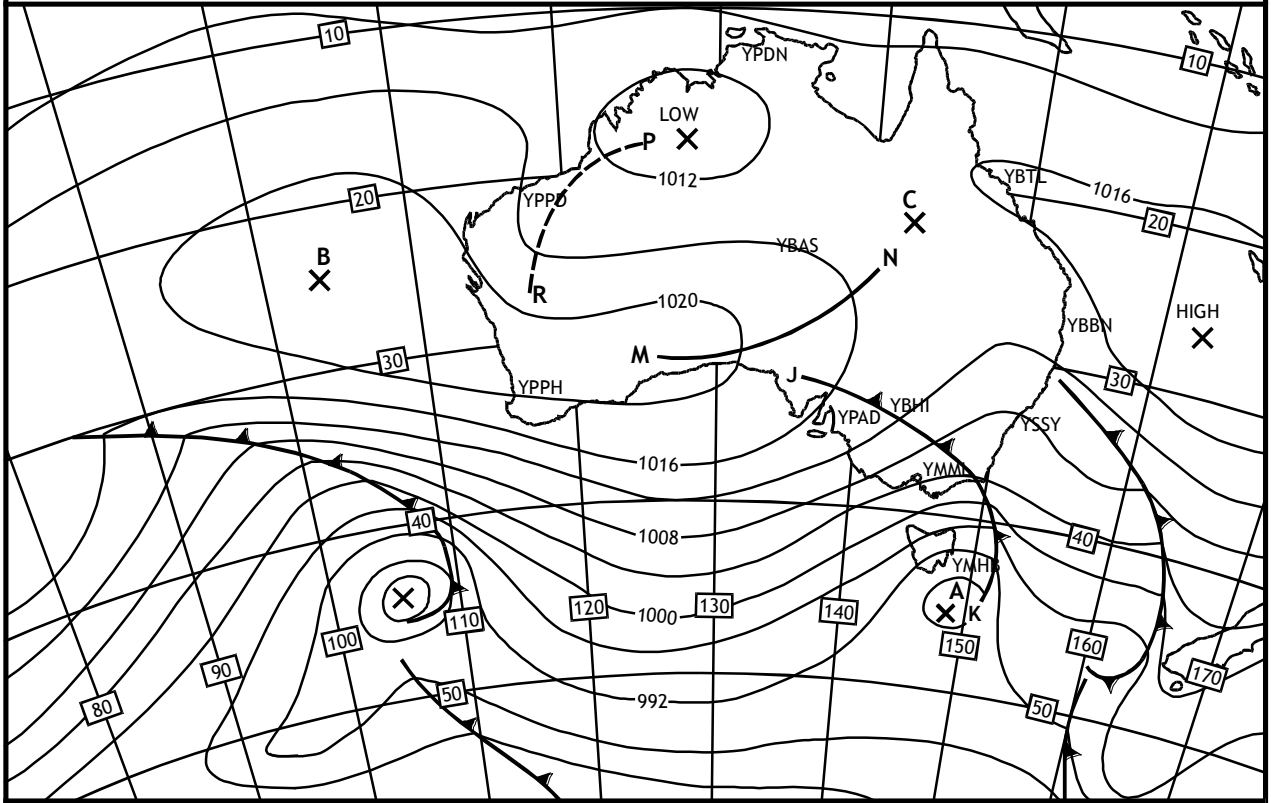 10
YPDN
10
LOW
P
1012
20
YPPD
YBTL
1016
20
C
B
YBAS
N
R
1020
HIGH
M
YBBN
30
YPPH
J
30
YBHI
YPAD
YSSY
1016
YMML
40
1008
40
YMHB
A
K
110
120
1000
130
140
100
150
160
90
170
50
992
50
80